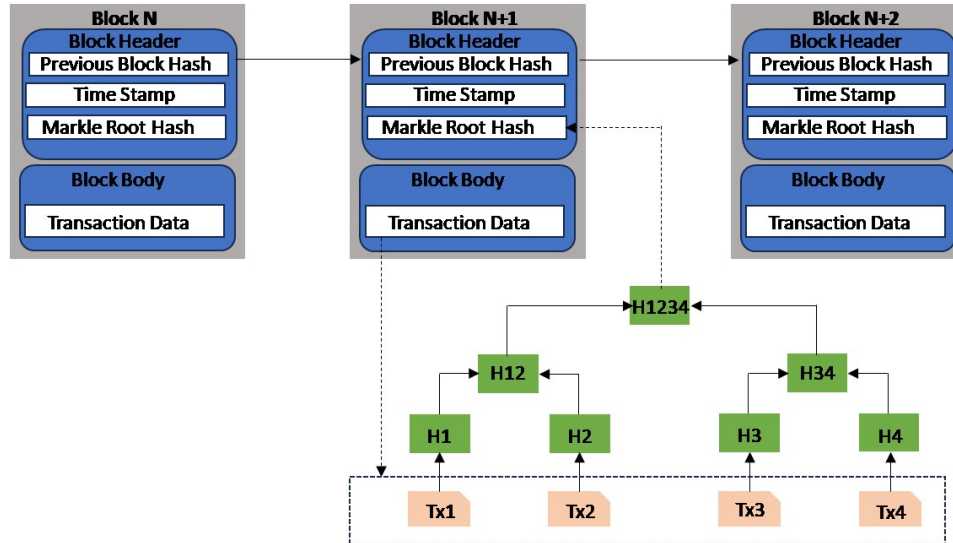 Block N
Block Header
Previous Block Hash
Time Stamp
Markle Root Hash
Block Body
Transaction Data
Block N+1
Block Header
Previous Block Hash
Time Stamp
Markle Root Hash
Block Body
Transaction Data
Block N+2
Block Header
Previous Block Hash
Time Stamp
Markle Root Hash
Block Body
Transaction Data
H1234
H12
H34
H1
H2
H3
H4
Tx1
Tx2
Tx3
Tx4